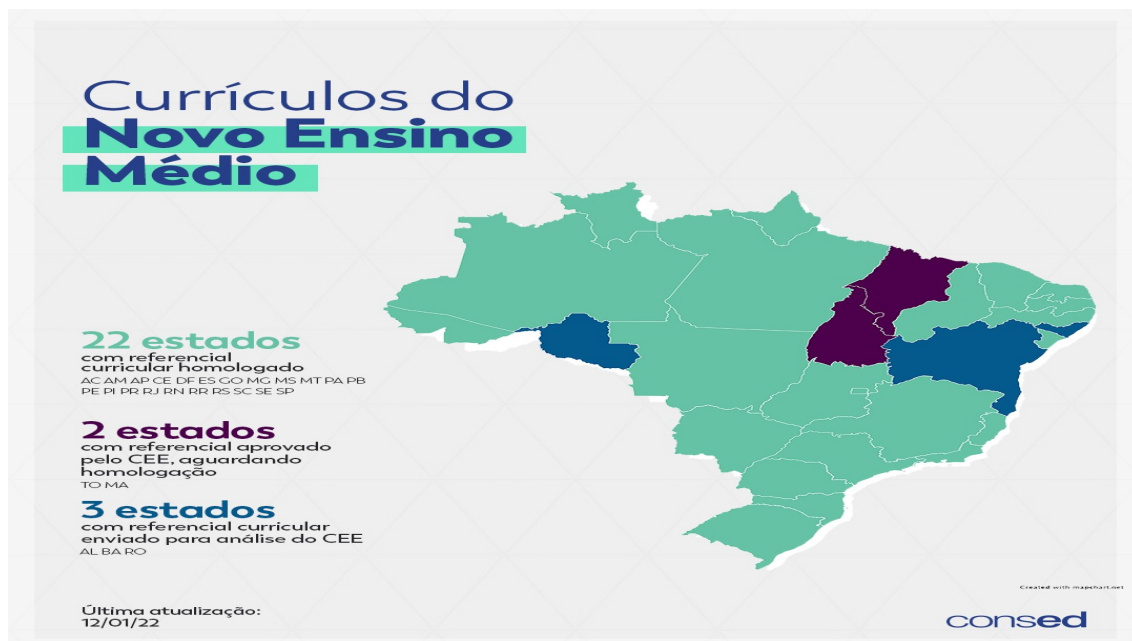 Currículos do
Novo Ensino
Médio
22 estados
com referencial
curricular homologado
AC AM AP CE DF ES GO MG MS MT PA PB
PE PI PR RJ RN RR RS SC SE SP
2 estados
com referencial aprovado
pelo CEE, aguardando
homologação
TO MA
3 estados
com referencial curricular
enviado para análise do CEE
AL BA RO
Última atualização:
12/01/22
Created with mapchart.net
consed